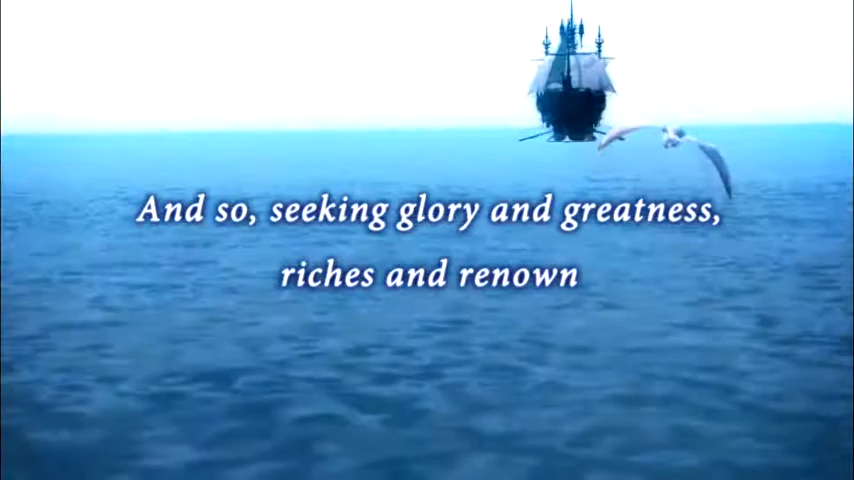 And so, seeking glory and greatness,
riches and renown